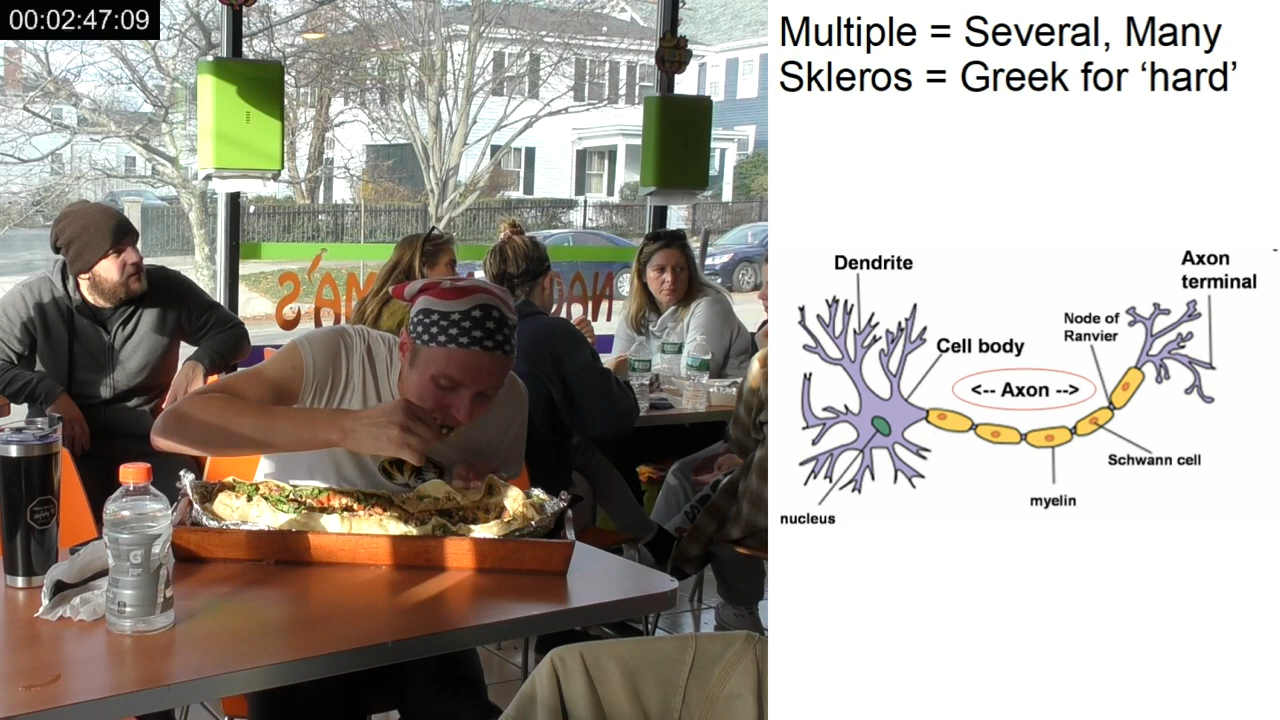 00:02:47:09
Multiple = Several, Many
Skleros = Greek for ‘hard’
Dendrite
Axon
terminal
Node of
Ranvier
Cell body
<-- Axon -->
Schwann cell
myelin
nucleus
G